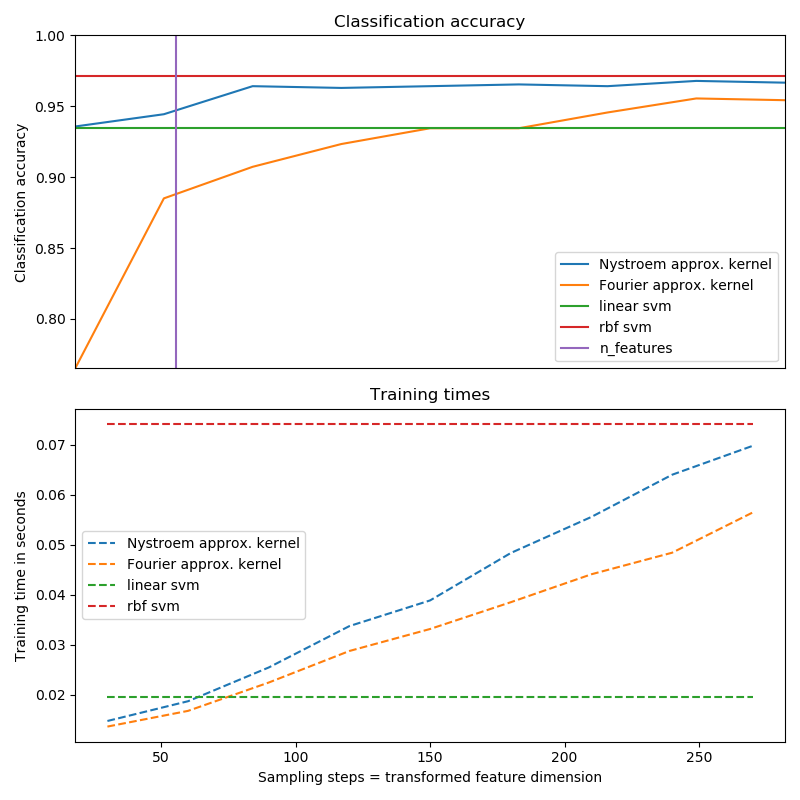 Classification accuracy
1.00
0.95
0.90
0.85
0.80
Classification accuracy
Nystroem approx. kernel
Fourier approx. kernel
linear svm
rbf svm
n_features
Training times
0.07
0.06
0.05
0.04
0.03
0.02
Training time in seconds
Nystroem approx. kernel
Fourier approx. kernel
linear svm
rbf svm
50 100 150 200 250
Sampling steps = transformed feature dimension